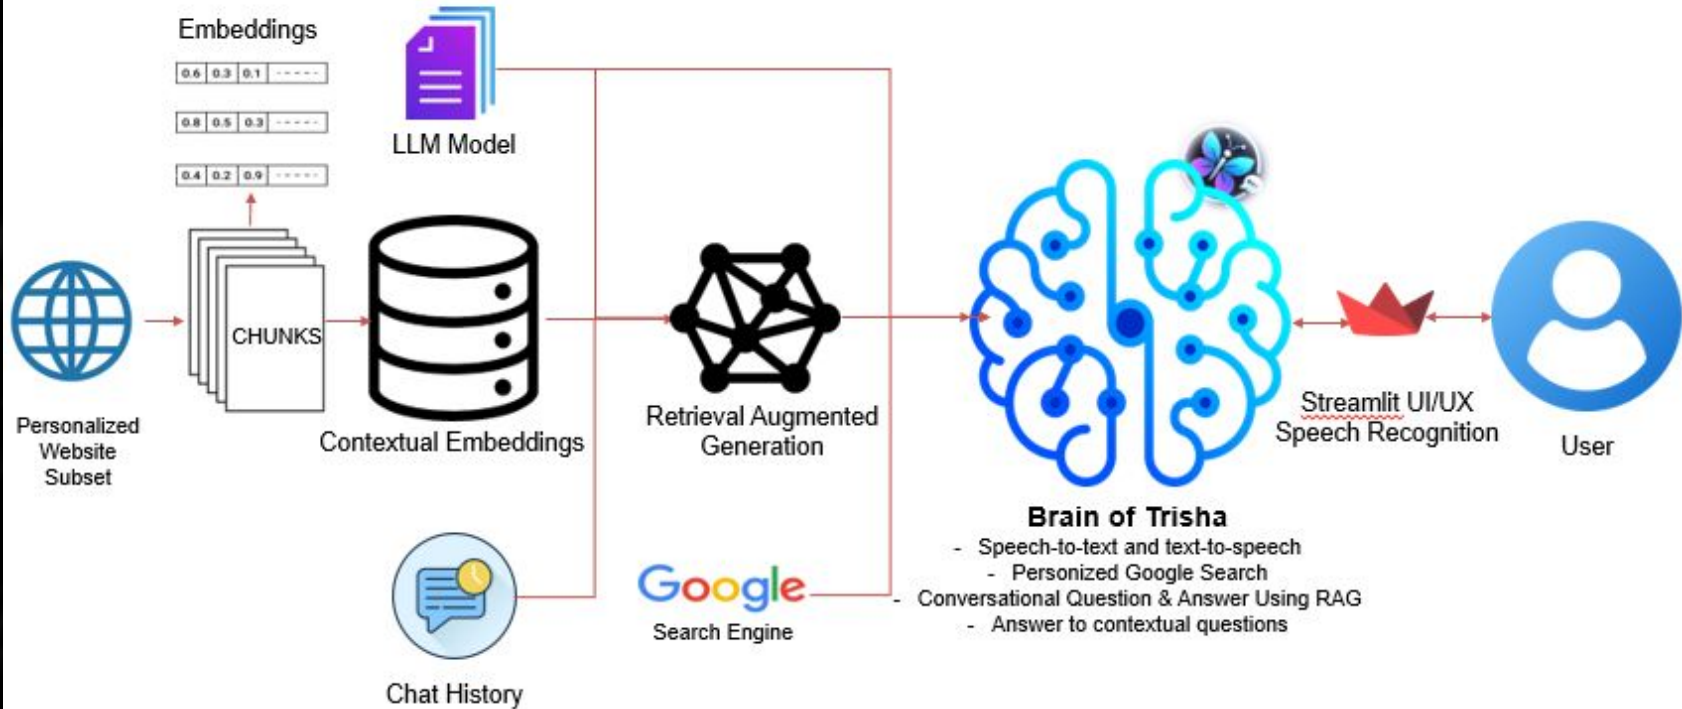 Embeddings
0.6 0.3 0.1 -----
0.8 0.5 0.3 -----
0.4 0.2 0.9 -----
LLM Model
CHUNKS
Personalized
Website
Subset
Contextual Embeddings
Retrieval Augmented
Generation
Chat History
Google
Search Engine
Brain of Trisha
- Speech-to-text and text-to-speech
- Personized Google Search
- Conversational Question & Answer Using RAG
- Answer to contextual questions
Streamlit UI/UX
Speech Recognition
User